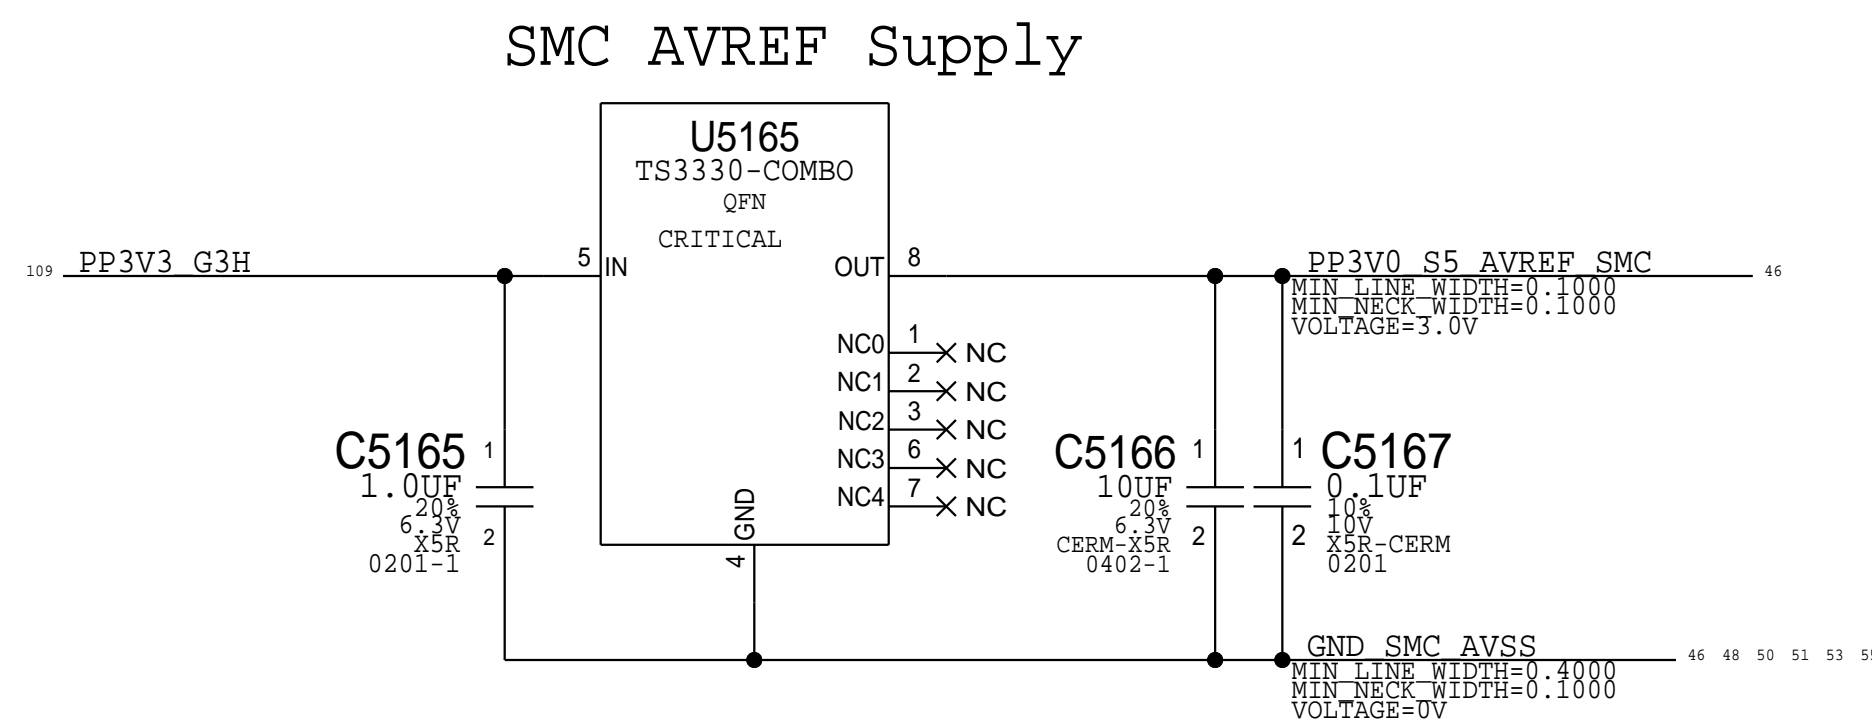 SMC AVREF Supply
U5165
TS3330-COMBO
QFN
CRITICAL
109 PP3V3_G3H
5 IN
OUT 8
PP3V0_S5_AVREF_SMC 46
MIN_LINE_WIDTH=0.1000
MIN_NECK_WIDTH=0.1000
VOLTAGE=3.0V
NC0 1 NC
NC1 2 NC
NC2 3 NC
NC3 6 NC
NC4 7 NC
GND 4
C5165 1
1.0UF
20%
6.3V
X5R 2
0201-1
C5166 1
10UF
20%
6.3V
CERM-X5R 2
0402-1
1 C5167
0.1UF
10%
10V
2 X5R-CERM
0201
GND_SMC_AVSS 46 48 50 51 53 55
MIN_LINE_WIDTH=0.4000
MIN_NECK_WIDTH=0.1000
VOLTAGE=0V